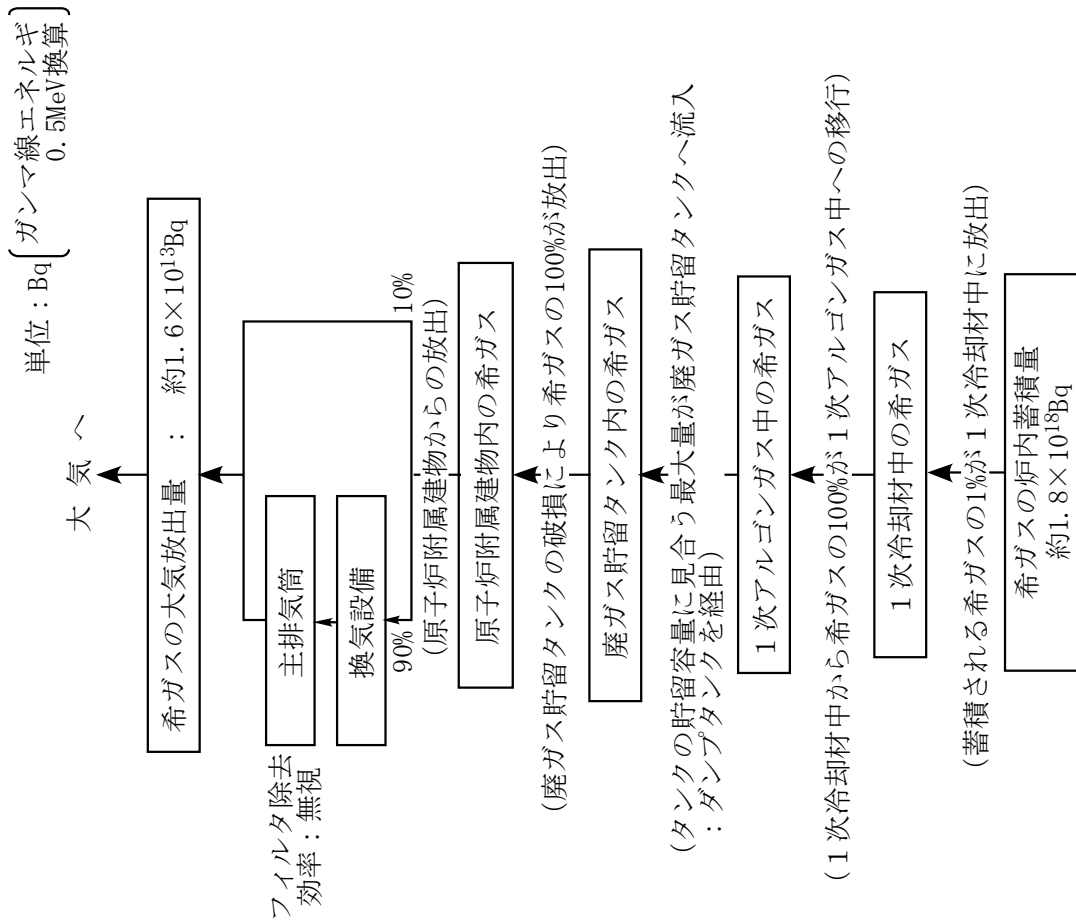 単位：Bq ガンマ線エネルギ
0.5MeV換算
大気へ
希ガスの大気放出量 ： 約1.6×10¹³Bq
フィルタ除去
効率：無視
主排気筒
換気設備
90%
10%
(原子炉附属建物からの放出)
原子炉附属建物内の希ガス
(廃ガス貯留タンクの破損により希ガスの100%が放出)
廃ガス貯留タンク内の希ガス
(タンクの貯留容量に見合う最大量が廃ガス貯留タンクへ流入
：ダンプタンクを経由)
1次アルゴンガス中の希ガス
(1次冷却材中から希ガスの100%が1次アルゴンガス中への移行)
1次冷却材中の希ガス
(蓄積される希ガスの1%が1次冷却材中に放出)
希ガスの炉内蓄積量
約1.8×10¹⁸Bq